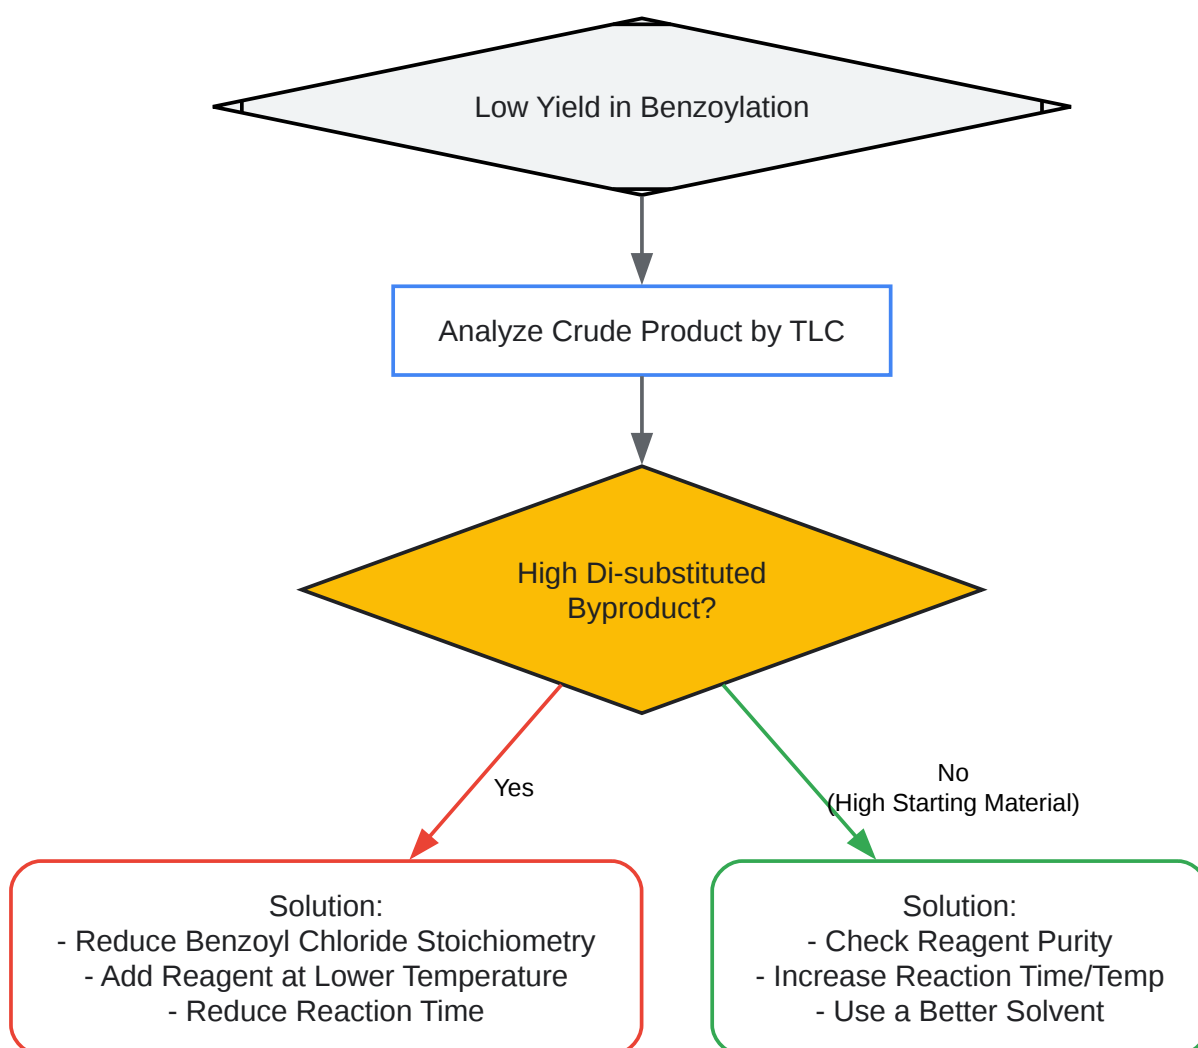 Low Yield in Benzoylation
Analyze Crude Product by TLC
High Di-substituted
Byproduct?
Yes
No
(High Starting Material)
Solution:
- Reduce Benzoyl Chloride Stoichiometry
- Add Reagent at Lower Temperature
- Reduce Reaction Time
Solution:
- Check Reagent Purity
- Increase Reaction Time/Temp
- Use a Better Solvent